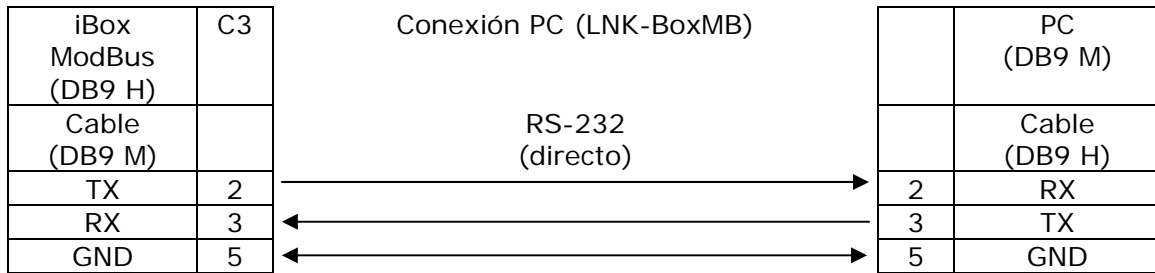 iBox C3 Conexión PC (LNK-BoxMB) PC
ModBus (DB9 M)
(DB9 H)
Cable RS-232 Cable
(DB9 M) (directo) (DB9 H)
TX 2 2 RX
RX 3 3 TX
GND 5 5 GND